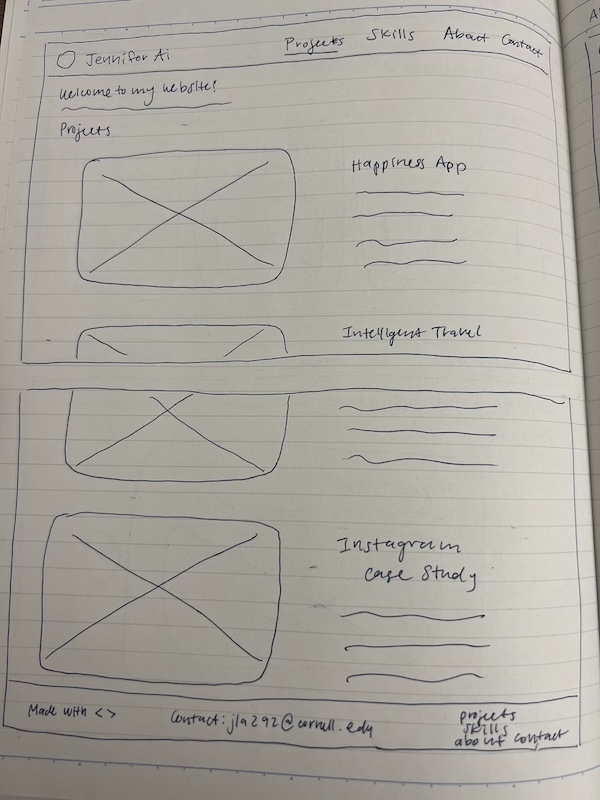 Jennifer Ai Projects Skills About Contact
Welcome to my website!
Projects
Happiness App
Intelligent Travel
Instagram
Case Study
Made with <> Contact: jla292@cornell.edu
projects
skills
about contact